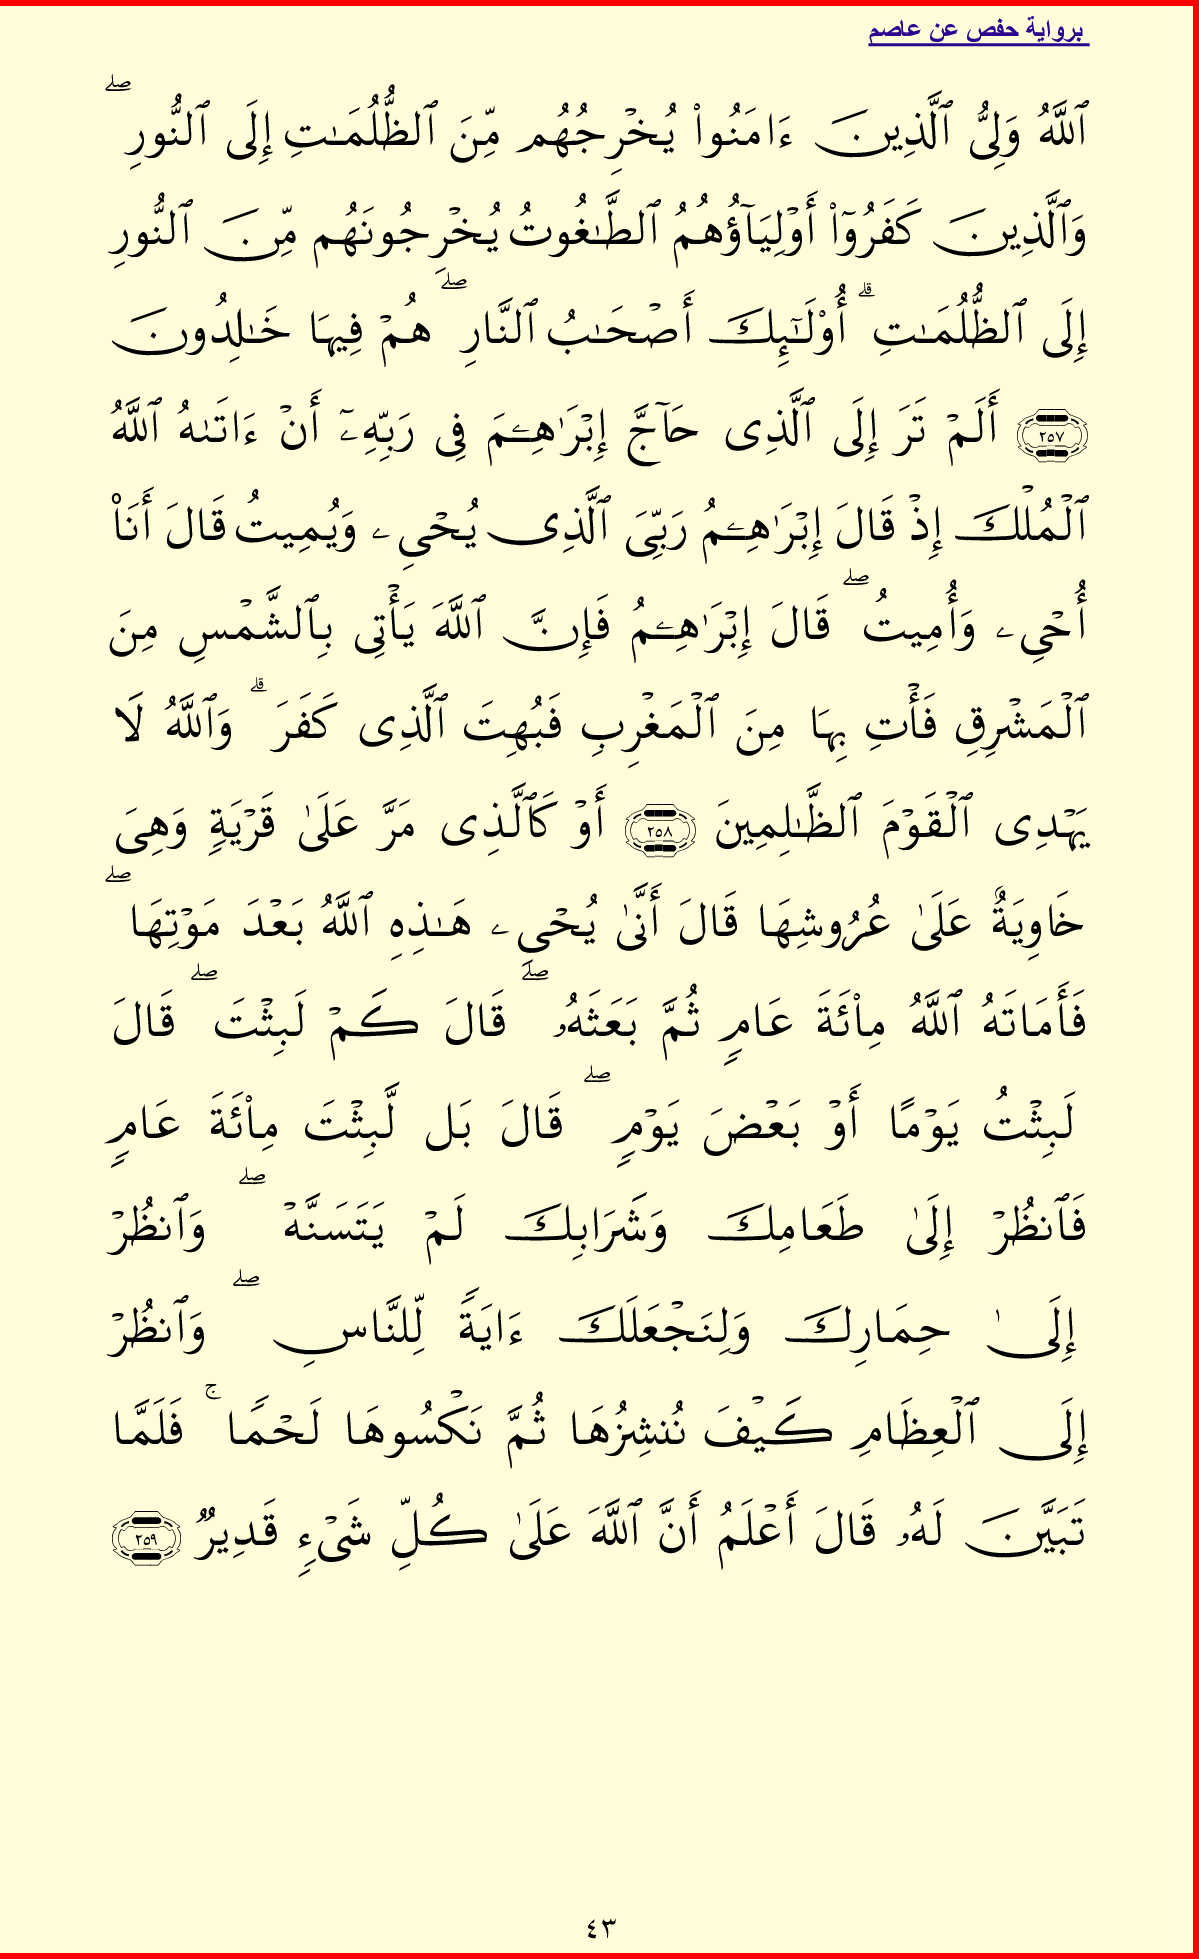 برواية حفص عن عاصم
ٱللَّهُ وَلِىُّ ٱلَّذِينَ ءَامَنُوا۟ يُخْرِجُهُم مِّنَ ٱلظُّلُمَـٰتِ إِلَى ٱلنُّورِ ۖ
وَٱلَّذِينَ كَفَرُوٓا۟ أَوْلِيَآؤُهُمُ ٱلطَّـٰغُوتُ يُخْرِجُونَهُم مِّنَ ٱلنُّورِ
إِلَى ٱلظُّلُمَـٰتِ ۗ أُو۟لَـٰٓئِكَ أَصْحَـٰبُ ٱلنَّارِ ۖ هُمْ فِيهَا خَـٰلِدُونَ
٢٥٧ أَلَمْ تَرَ إِلَى ٱلَّذِى حَآجَّ إِبْرَٰهِـۧمَ فِى رَبِّهِۦٓ أَنْ ءَاتَىٰهُ ٱللَّهُ
ٱلْمُلْكَ إِذْ قَالَ إِبْرَٰهِـۧمُ رَبِّىَ ٱلَّذِى يُحْىِۦ وَيُمِيتُ قَالَ أَنَا۠
أُحْىِۦ وَأُمِيتُ ۖ قَالَ إِبْرَٰهِـۧمُ فَإِنَّ ٱللَّهَ يَأْتِى بِٱلشَّمْسِ مِنَ
ٱلْمَشْرِقِ فَأْتِ بِهَا مِنَ ٱلْمَغْرِبِ فَبُهِتَ ٱلَّذِى كَفَرَ ۗ وَٱللَّهُ لَا
يَهْدِى ٱلْقَوْمَ ٱلظَّـٰلِمِينَ ٢٥٨ أَوْ كَٱلَّذِى مَرَّ عَلَىٰ قَرْيَةٍ وَهِىَ
خَاوِيَةٌ عَلَىٰ عُرُوشِهَا قَالَ أَنَّىٰ يُحْىِۦ هَـٰذِهِ ٱللَّهُ بَعْدَ مَوْتِهَا ۖ
فَأَمَاتَهُ ٱللَّهُ مِا۟ئَةَ عَامٍ ثُمَّ بَعَثَهُۥ ۖ قَالَ كَمْ لَبِثْتَ ۖ قَالَ
لَبِثْتُ يَوْمًا أَوْ بَعْضَ يَوْمٍ ۖ قَالَ بَل لَّبِثْتَ مِا۟ئَةَ عَامٍ
فَٱنظُرْ إِلَىٰ طَعَامِكَ وَشَرَابِكَ لَمْ يَتَسَنَّهْ ۖ وَٱنظُرْ
إِلَىٰ حِمَارِكَ وَلِنَجْعَلَكَ ءَايَةً لِّلنَّاسِ ۖ وَٱنظُرْ
إِلَى ٱلْعِظَامِ كَيْفَ نُنشِزُهَا ثُمَّ نَكْسُوهَا لَحْمًا ۚ فَلَمَّا
تَبَيَّنَ لَهُۥ قَالَ أَعْلَمُ أَنَّ ٱللَّهَ عَلَىٰ كُلِّ شَىْءٍ قَدِيرٌ ٢٥٩
٤٣